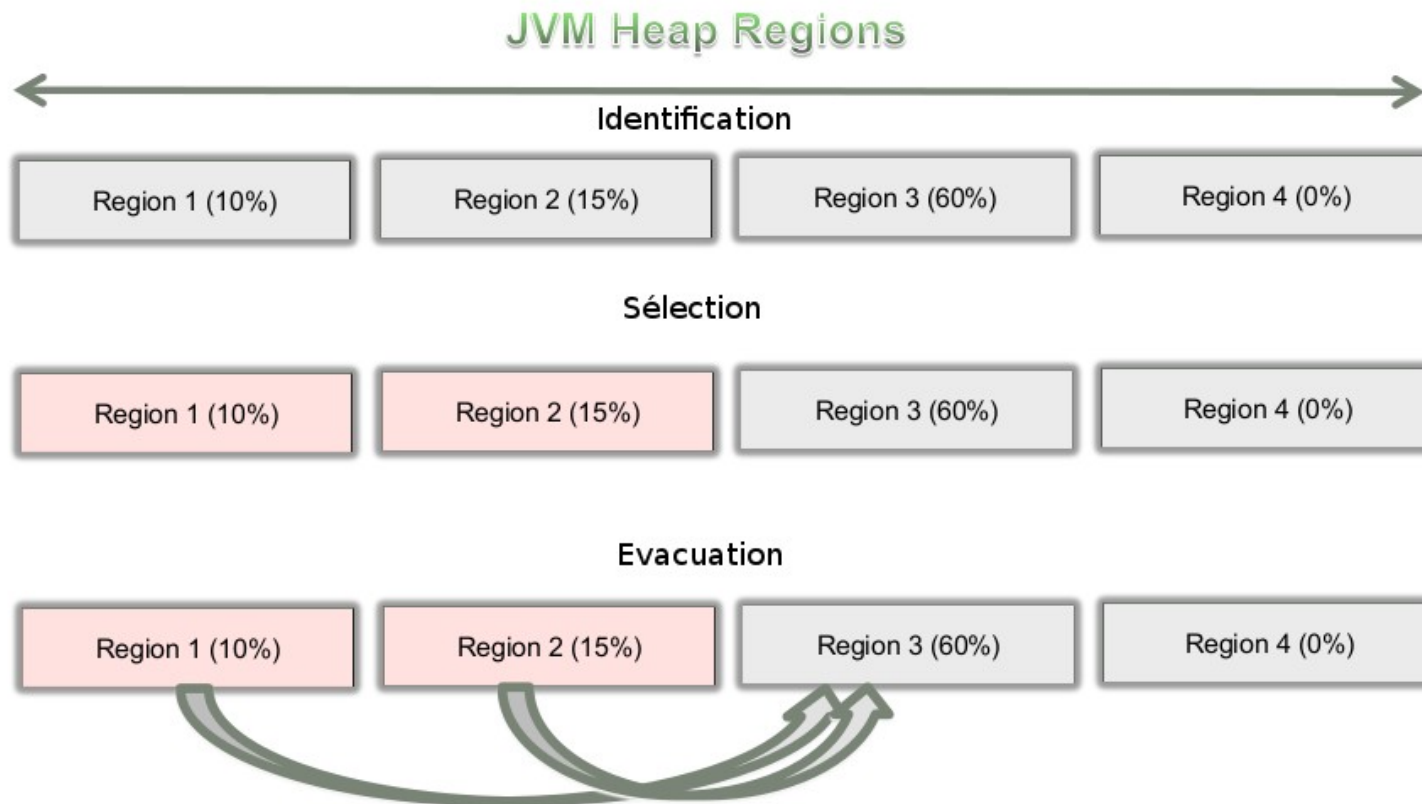 JVM Heap Regions
Identification
Region 1 (10%) Region 2 (15%) Region 3 (60%) Region 4 (0%)
Sélection
Region 1 (10%) Region 2 (15%) Region 3 (60%) Region 4 (0%)
Evacuation
Region 1 (10%) Region 2 (15%) Region 3 (60%) Region 4 (0%)